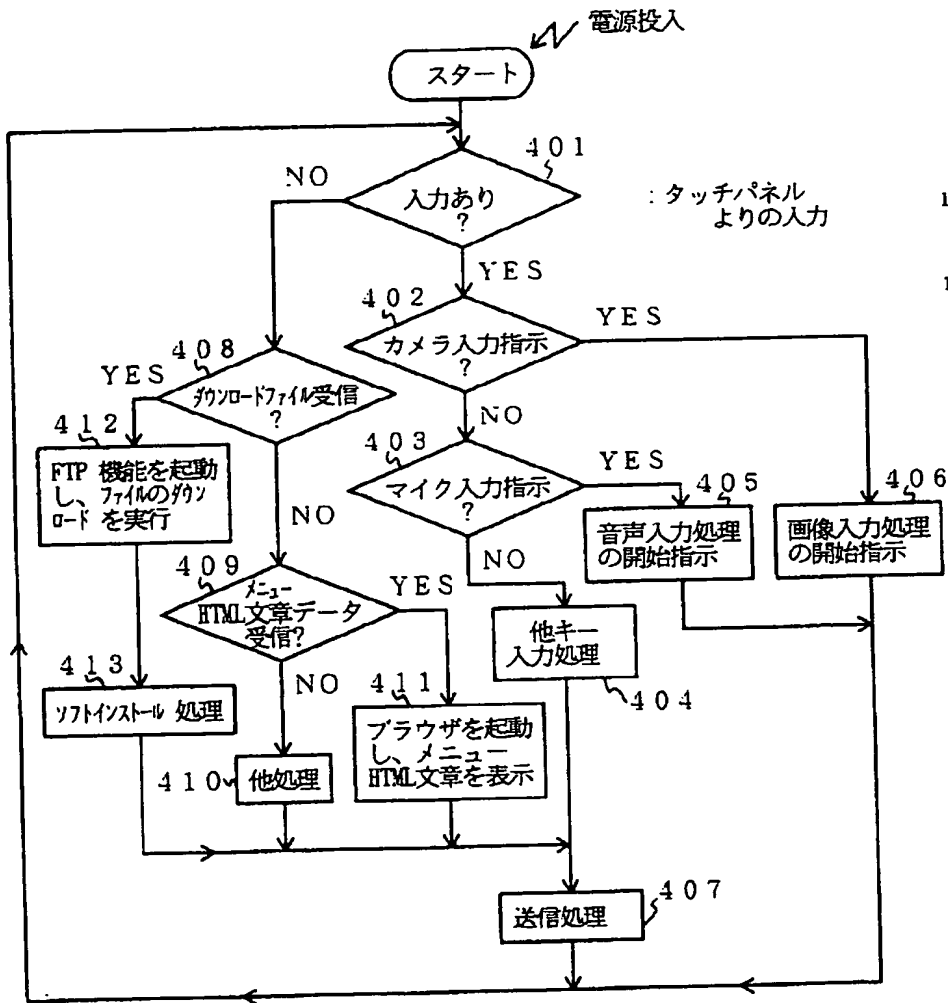 電源投入
スタート
401
NO
入力あり
?
:タッチパネル
よりの入力
1
1
YES
402
YES
カメラ入力指示
?
408
YES
ダウンロードファイル受信
?
NO
412
FTP 機能を起動
し、ファイルのダウン
ロード を実行
403
YES
マイク入力指示
?
405
音声入力処理
の開始指示
406
画像入力処理
の開始指示
NO
NO
409
YES
メニュー
HTML文章データ
受信?
他キー
入力処理
404
413
ソフトインストール 処理
NO
411
ブラウザを起動
し、メニュー
HTML文章を表示
410
他処理
送信処理
407